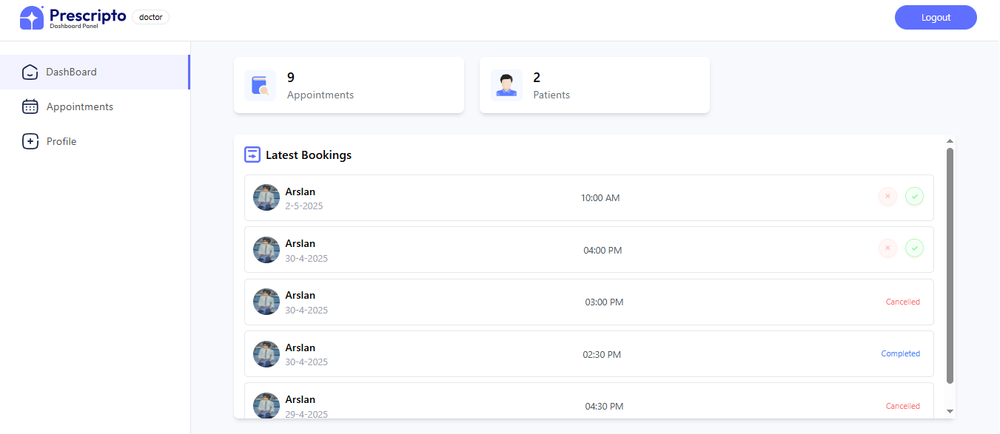 Prescripto
Dashboard Panel
doctor
Logout
DashBoard
Appointments
Profile
9
Appointments
2
Patients
Latest Bookings
Arslan
2-5-2025
10:00 AM
Arslan
30-4-2025
04:00 PM
Arslan
30-4-2025
03:00 PM
Cancelled
Arslan
30-4-2025
02:30 PM
Completed
Arslan
29-4-2025
04:30 PM
Cancelled